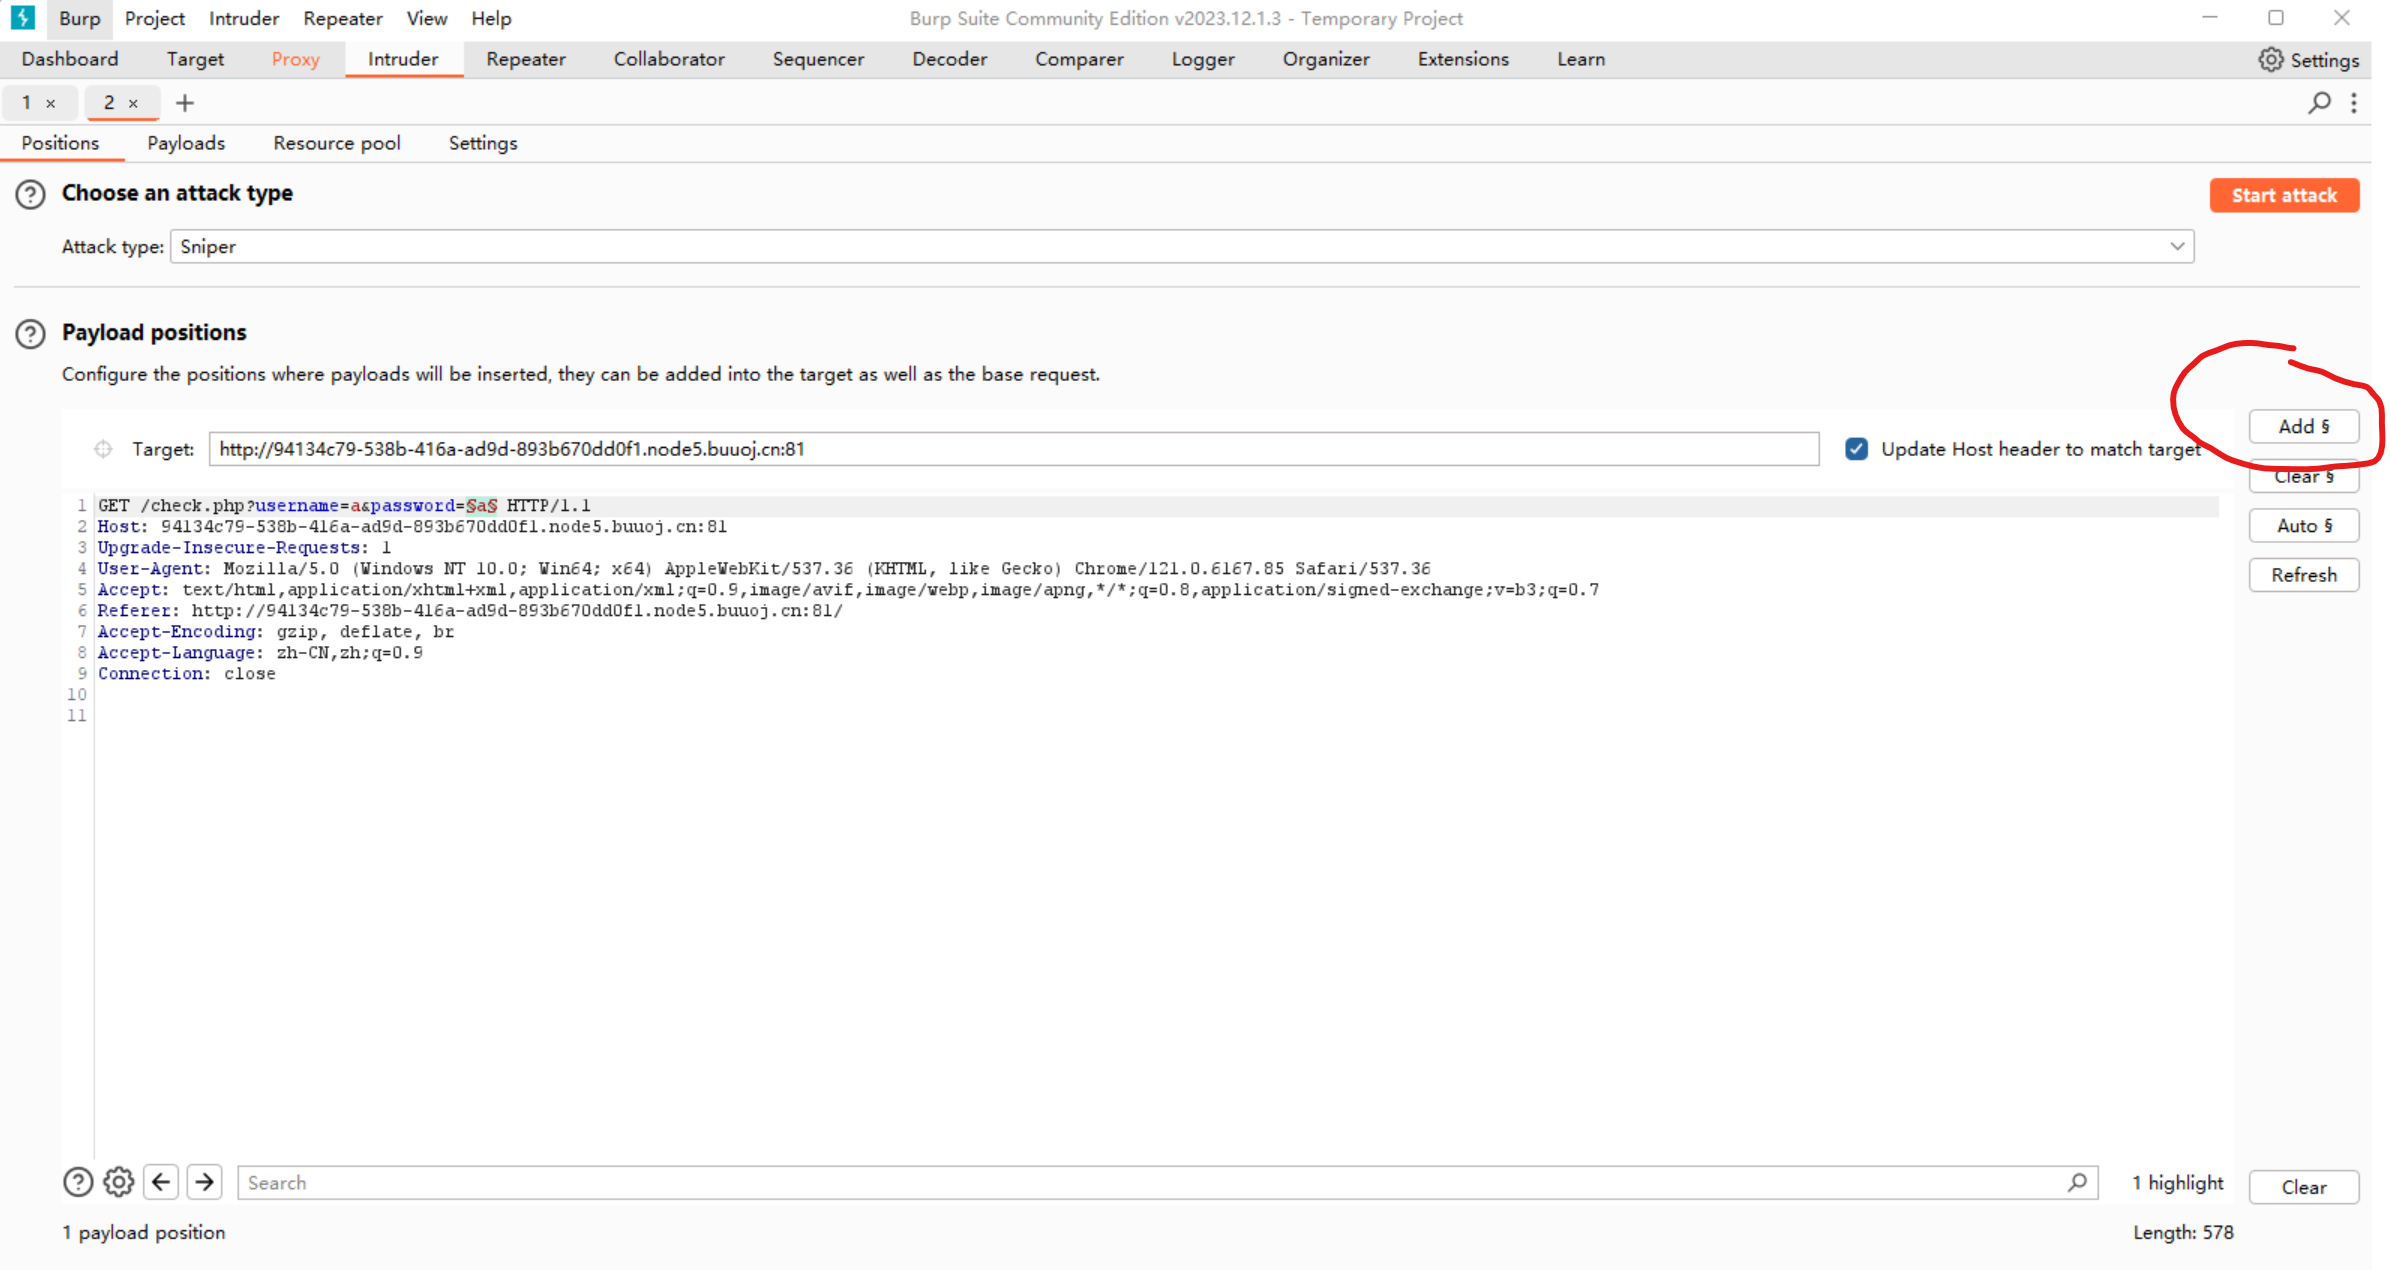 Burp Project Intruder Repeater View Help Burp Suite Community Edition v2023.12.1.3 - Temporary Project
Dashboard Target Proxy Intruder Repeater Collaborator Sequencer Decoder Comparer Logger Organizer Extensions Learn Settings
1 × 2 × +
Positions Payloads Resource pool Settings
? Choose an attack type Start attack
Attack type: Sniper
? Payload positions
Configure the positions where payloads will be inserted, they can be added into the target as well as the base request.
Add §
Target: http://94134c79-538b-416a-ad9d-893b670dd0f1.node5.buuoj.cn:81 Update Host header to match target
Clear §
1 GET /check.php?username=a&password=§a§ HTTP/1.1
2 Host: 94134c79-538b-416a-ad9d-893b670dd0f1.node5.buuoj.cn:81
Auto §
3 Upgrade-Insecure-Requests: 1
4 User-Agent: Mozilla/5.0 (Windows NT 10.0; Win64; x64) AppleWebKit/537.36 (KHTML, like Gecko) Chrome/121.0.6167.85 Safari/537.36
Refresh
5 Accept: text/html,application/xhtml+xml,application/xml;q=0.9,image/avif,image/webp,image/apng,*/*;q=0.8,application/signed-exchange;v=b3;q=0.7
6 Referer: http://94134c79-538b-416a-ad9d-893b670dd0f1.node5.buuoj.cn:81/
7 Accept-Encoding: gzip, deflate, br
8 Accept-Language: zh-CN,zh;q=0.9
9 Connection: close
10
11
? Search 1 highlight Clear
1 payload position Length: 578